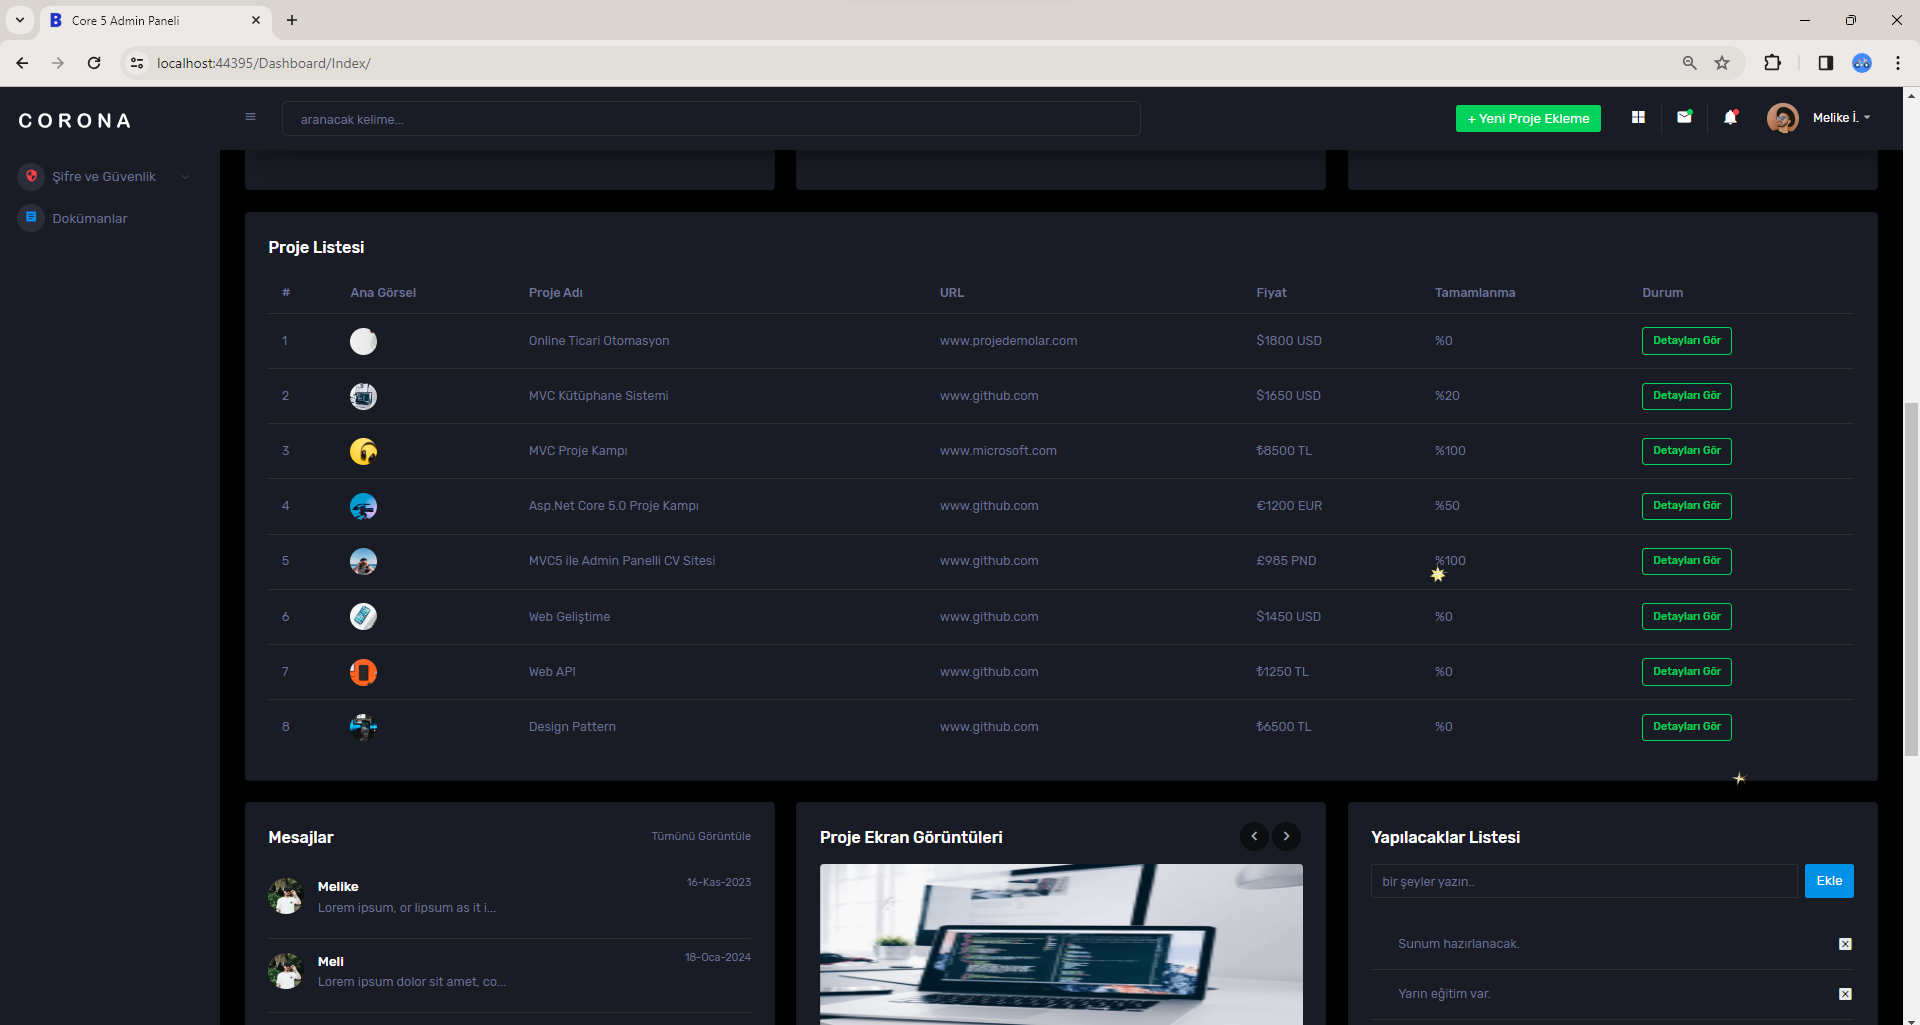 Core 5 Admin Paneli
localhost:44395/Dashboard/Index/
CORONA
aranacak kelime...
+ Yeni Proje Ekleme
Melike İ.
Şifre ve Güvenlik
Dokümanlar
Proje Listesi
# Ana Görsel Proje Adı URL Fiyat Tamamlanma Durum
1 Online Ticari Otomasyon www.projedemolar.com $1800 USD %0 Detayları Gör
2 MVC Kütüphane Sistemi www.github.com $1650 USD %20 Detayları Gör
3 MVC Proje Kampı www.microsoft.com ₺8500 TL %100 Detayları Gör
4 Asp.Net Core 5.0 Proje Kampı www.github.com €1200 EUR %50 Detayları Gör
5 MVC5 ile Admin Panelli CV Sitesi www.github.com £985 PND %100 Detayları Gör
6 Web Geliştime www.github.com $1450 USD %0 Detayları Gör
7 Web API www.github.com ₺1250 TL %0 Detayları Gör
8 Design Pattern www.github.com ₺6500 TL %0 Detayları Gör
Mesajlar
Tümünü Görüntüle
Melike
16-Kas-2023
Lorem ipsum, or lipsum as it i...
Meli
18-Oca-2024
Lorem ipsum dolor sit amet, co...
Proje Ekran Görüntüleri
Yapılacaklar Listesi
bir şeyler yazın..
Ekle
Sunum hazırlanacak.
Yarın eğitim var.